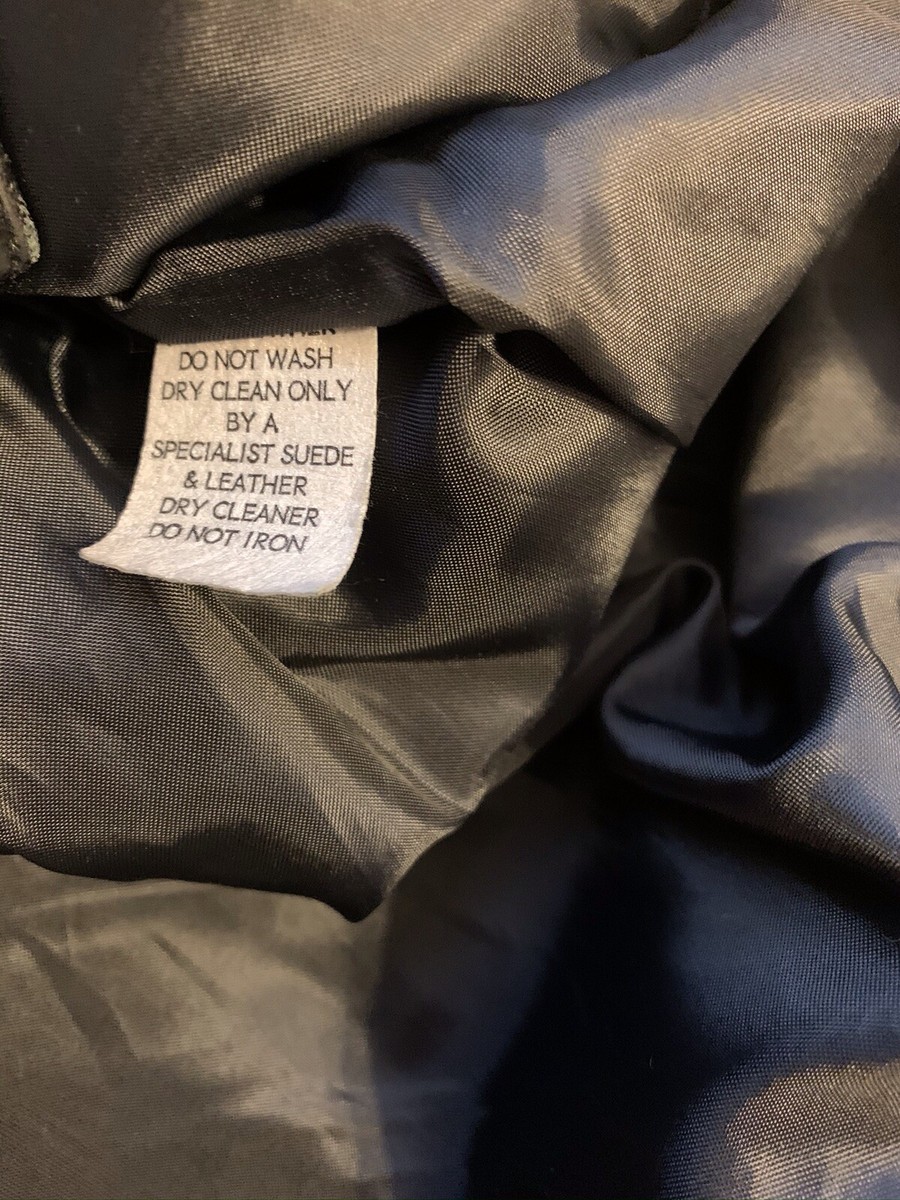 DO NOT WASH
DRY CLEAN ONLY
BY A
SPECIALIST SUEDE
& LEATHER
DRY CLEANER
DO NOT IRON